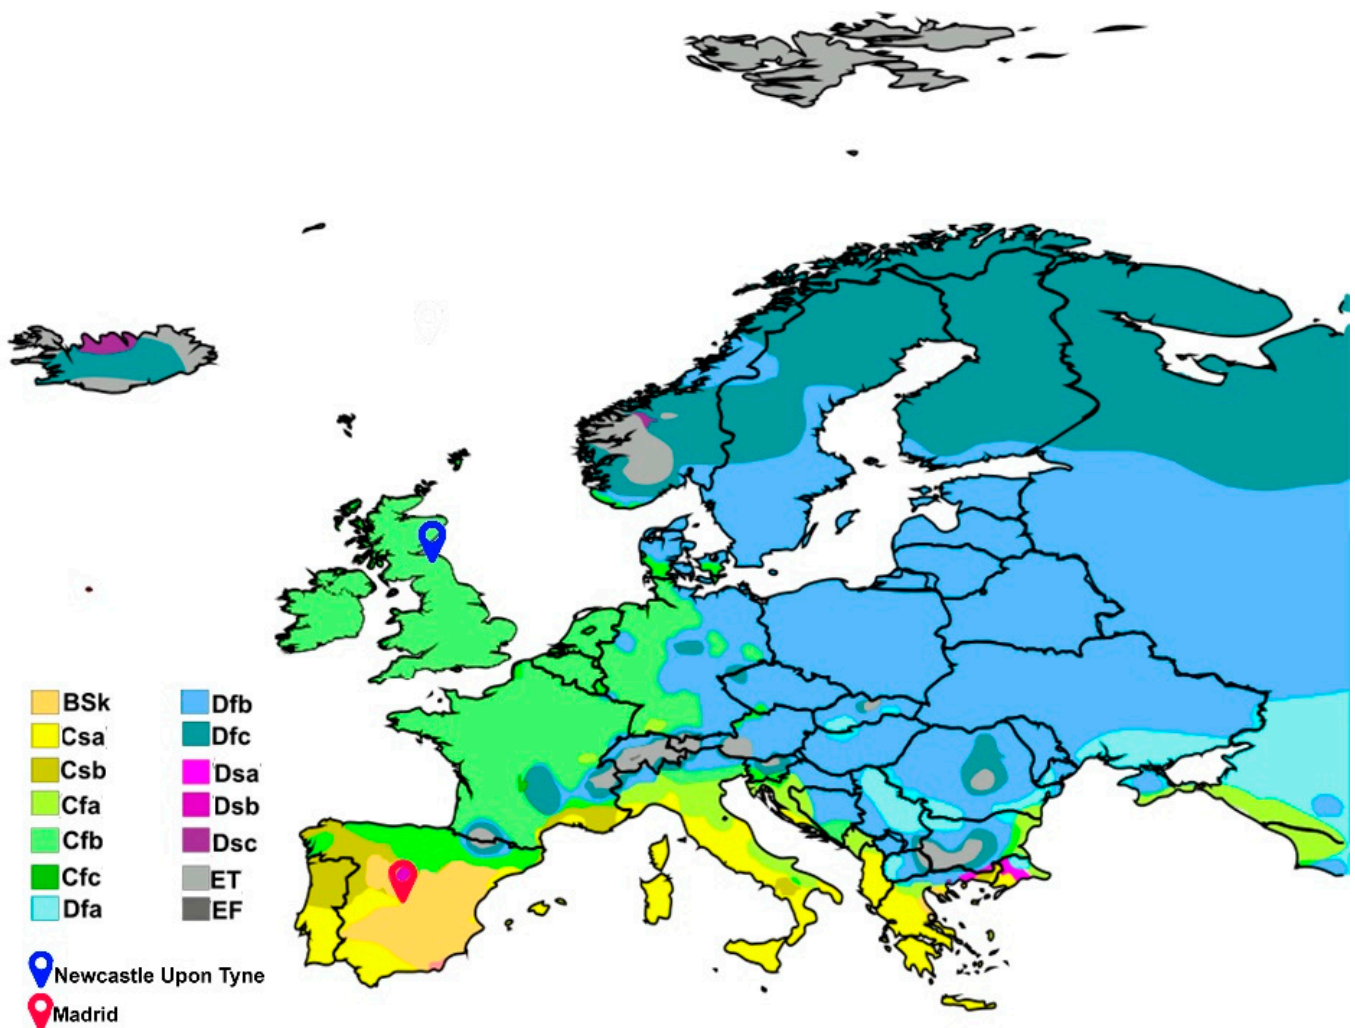 BSk
Csa
Csb
Cfa
Cfb
Cfc
Dfa
Dfb
Dfc
Dsa
Dsb
Dsc
ET
EF
Newcastle Upon Tyne
Madrid